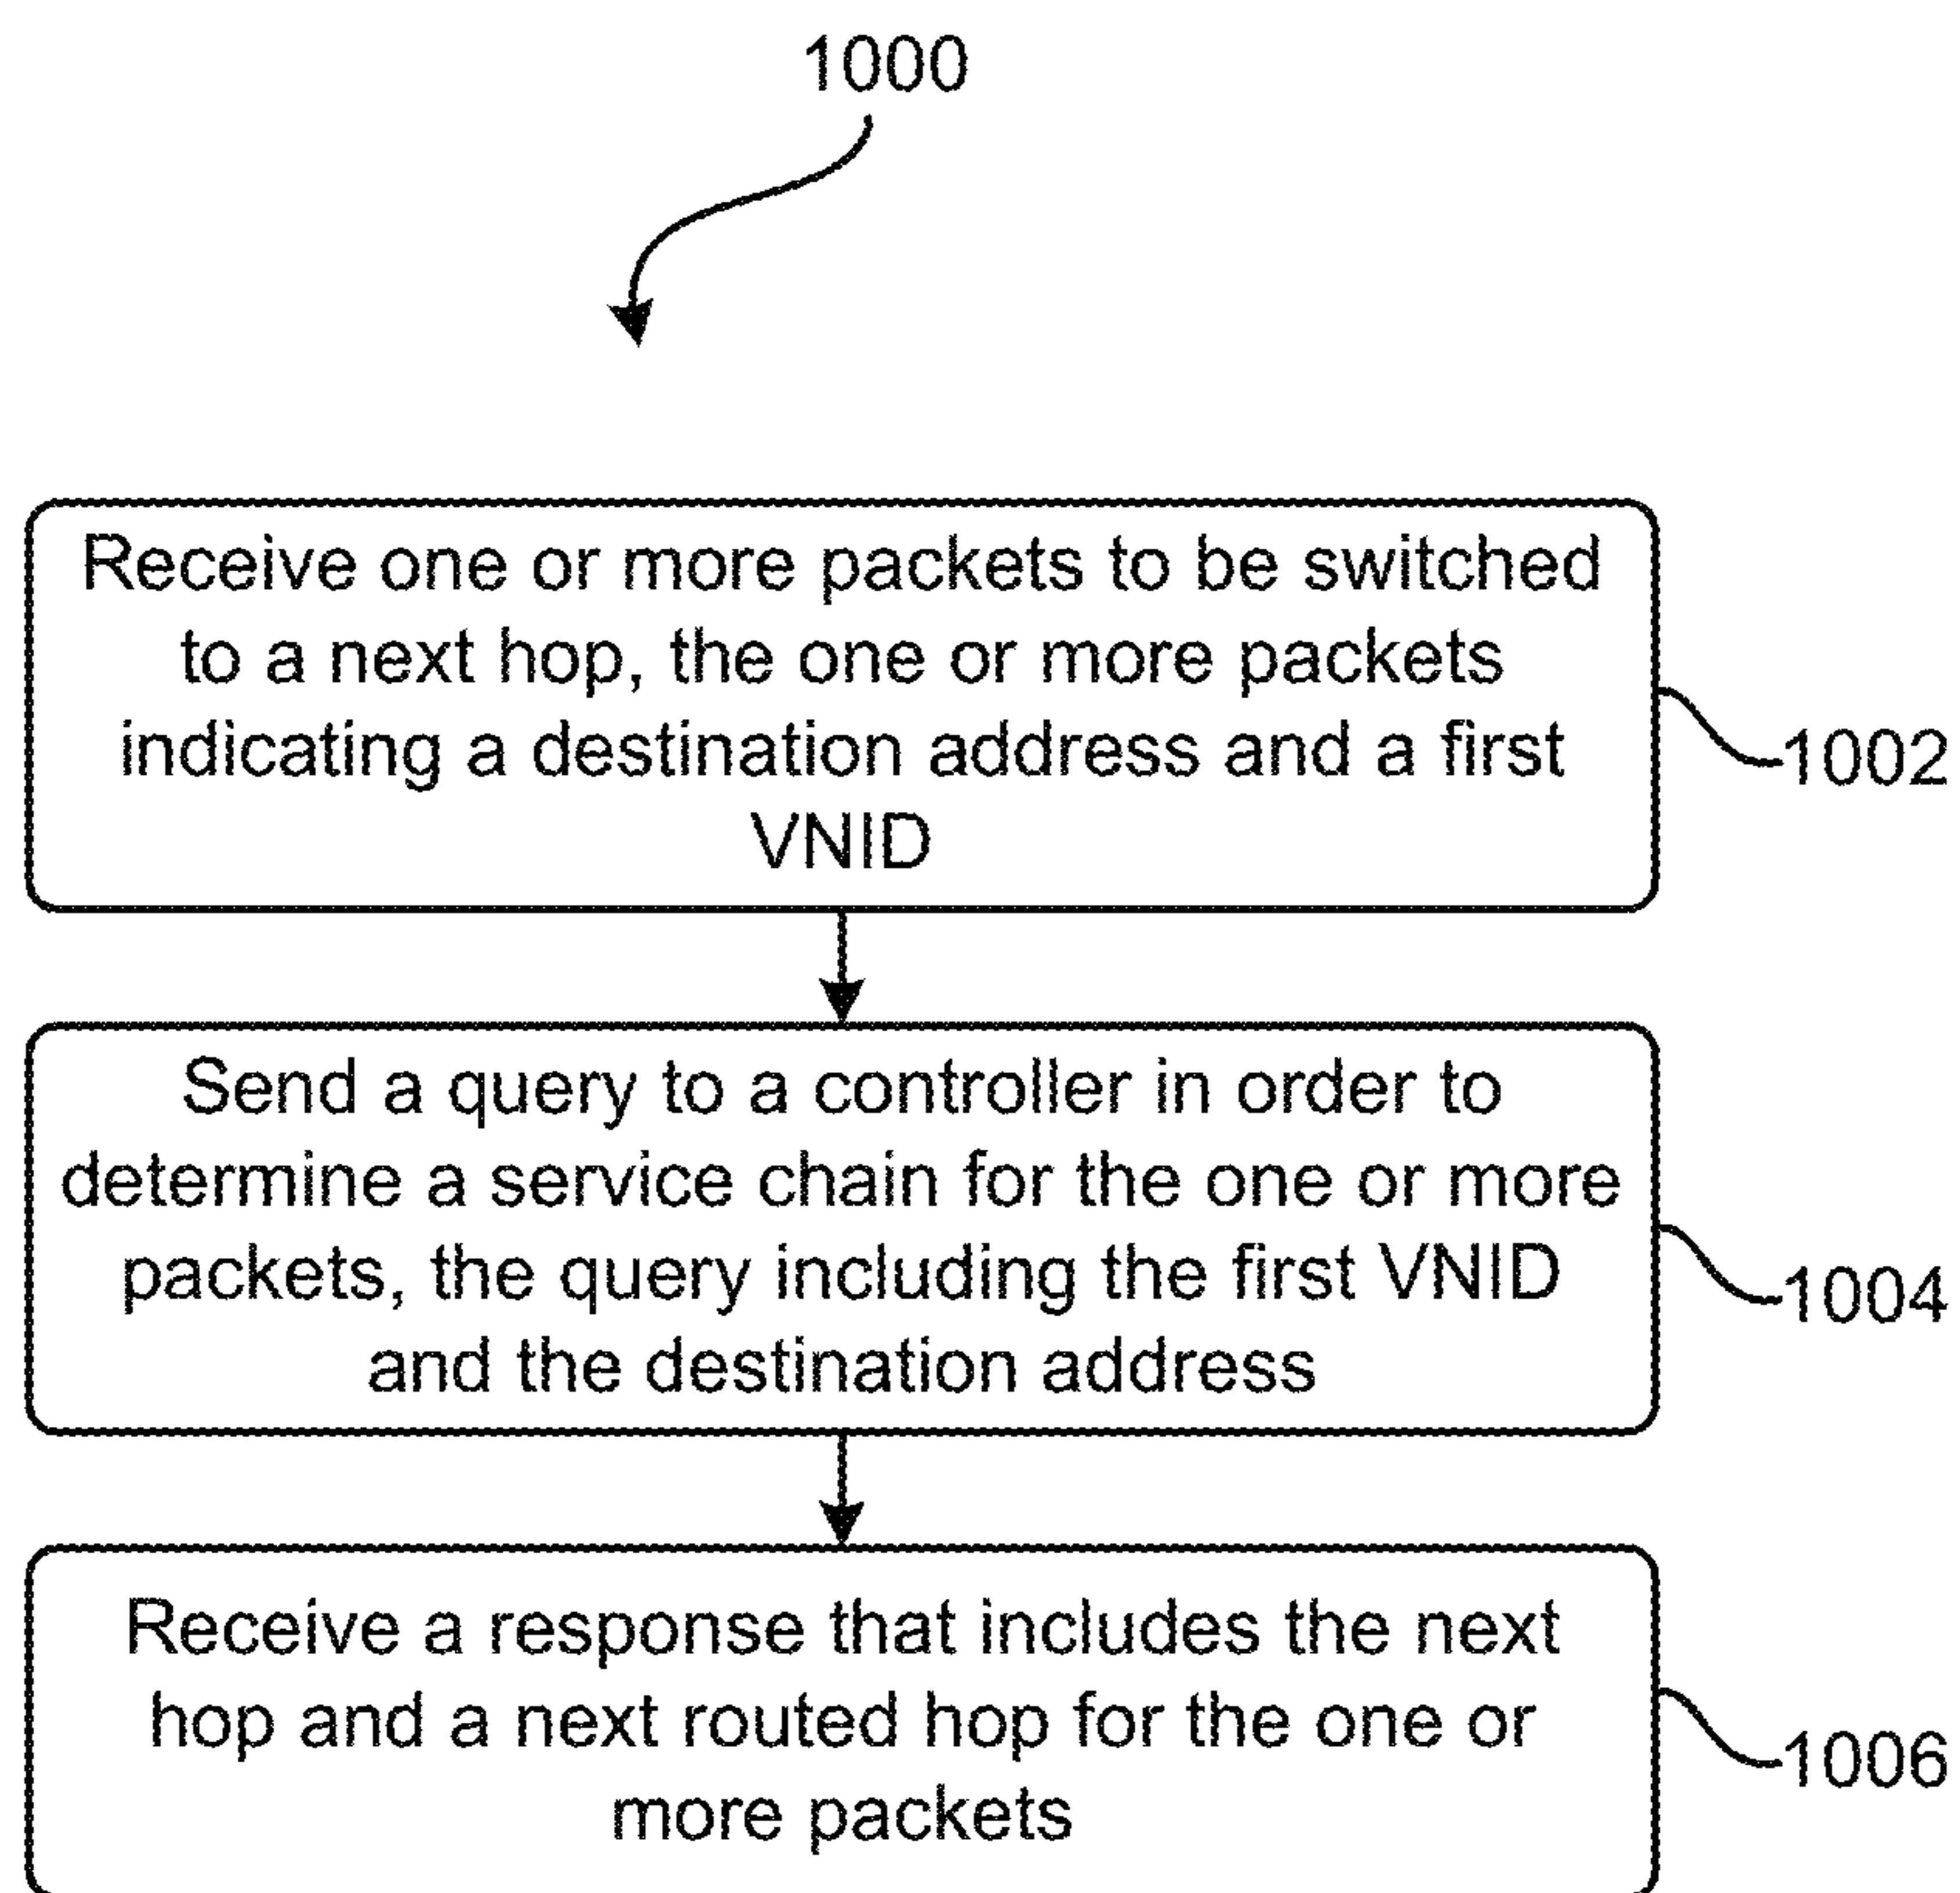 1000
Receive one or more packets to be switched
to a next hop, the one or more packets
indicating a destination address and a first
VNID
1002
Send a query to a controller in order to
determine a service chain for the one or more
packets, the query including the first VNID
and the destination address
1004
Receive a response that includes the next
hop and a next routed hop for the one or
more packets
1006